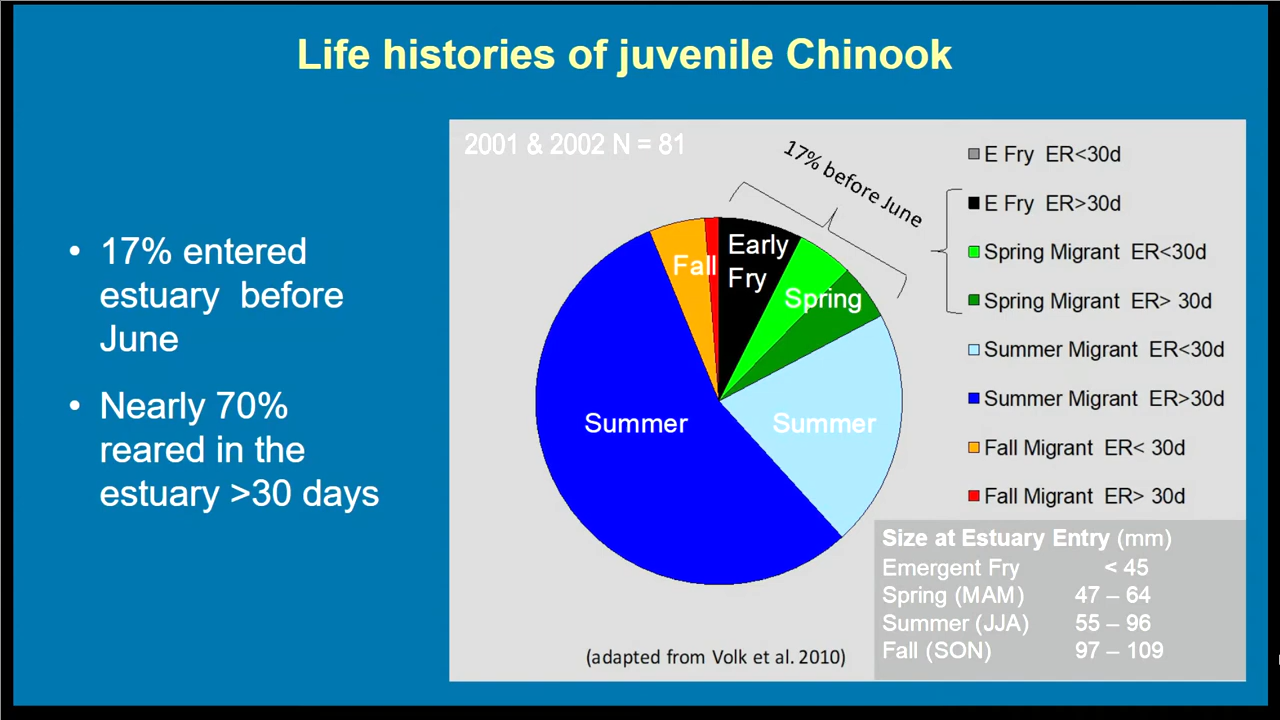 Life histories of juvenile Chinook
• 17% entered
estuary before
June
• Nearly 70%
reared in the
estuary >30 days
2001 & 2002 N = 81
17% before June
Early
Fry
Spring
Fall
Summer
Summer
E Fry ER<30d
E Fry ER>30d
Spring Migrant ER<30d
Spring Migrant ER> 30d
Summer Migrant ER<30d
Summer Migrant ER>30d
Fall Migrant ER< 30d
Fall Migrant ER> 30d
Size at Estuary Entry (mm)
Emergent Fry < 45
Spring (MAM) 47 – 64
Summer (JJA) 55 – 96
Fall (SON) 97 – 109
(adapted from Volk et al. 2010)